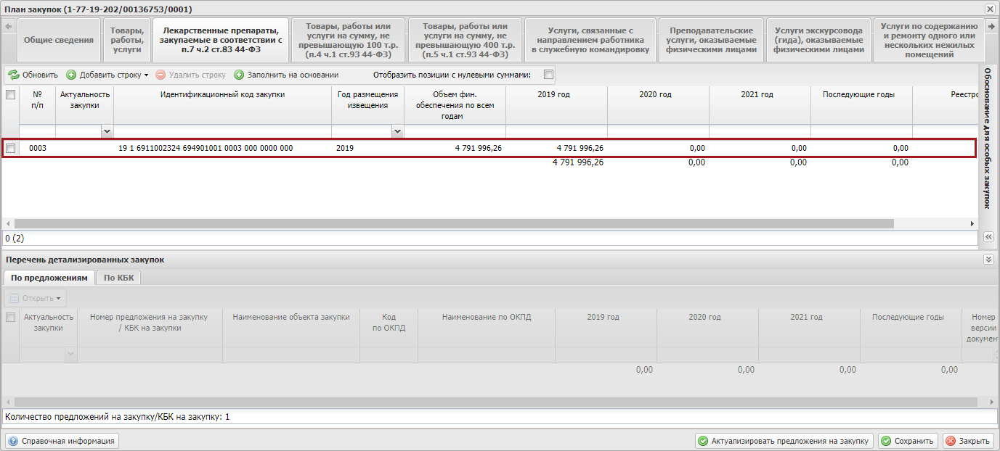 План закупок (1-77-19-202/00136753/0001)
Общие сведения
Товары,
работы,
услуги
Лекарственные препараты,
закупаемые в соответствии с
п.7 ч.2 ст.83 44-ФЗ
Товары, работы или
услуги на сумму, не
превышающую 100 т.р.
(п.4 ч.1 ст.93 44-ФЗ)
Товары, работы или
услуги на сумму, не
превышающую 400 т.р.
(п.5 ч.1 ст.93 44-ФЗ)
Услуги, связанные с
направлением работника
в служебную командировку
Преподавательские
услуги, оказываемые
физическими лицами
Услуги экскурсовода
(гида), оказываемые
физическими лицами
Услуги по содержанию
и ремонту одного или
нескольких нежилых
помещений
Обновить Добавить строку Удалить строку Заполнить на основании Отобразить позиции с нулевыми суммами:
№
п/п
Актуальность
закупки
Идентификационный код закупки
Год размещения
извещения
Объем фин.
обеспечения по всем
годам
2019 год
2020 год
2021 год
Последующие годы
Реестро
0003 19 1 6911002324 694901001 0003 000 0000 000 2019 4 791 996,26 4 791 996,26 0,00 0,00 0,00
4 791 996,26 0,00 0,00 0,00
0 (2)
Обоснование для особых закупок
Перечень детализированных закупок
По предложениям По КБК
Открыть
Актуальность
закупки
Номер предложения на закупку
/ КБК на закупки
Наименование объекта закупки
Код
по ОКПД
Наименование по ОКПД
2019 год
2020 год
2021 год
Последующие годы
Номер
версии
докумен
0,00 0,00 0,00 0,00
Количество предложений на закупку/КБК на закупку: 1
Справочная информация Актуализировать предложения на закупку Сохранить Закрыть